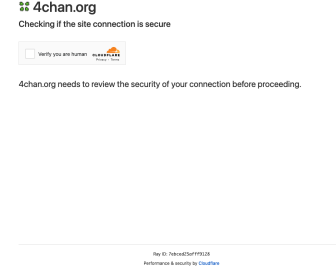 4chan.org
Checking if the site connection is secure
Verify you are human
CLOUDFLARE
Privacy • Terms
4chan.org needs to review the security of your connection before proceeding.
Ray ID: 7ebced25afff9128
Performance & security by Cloudflare